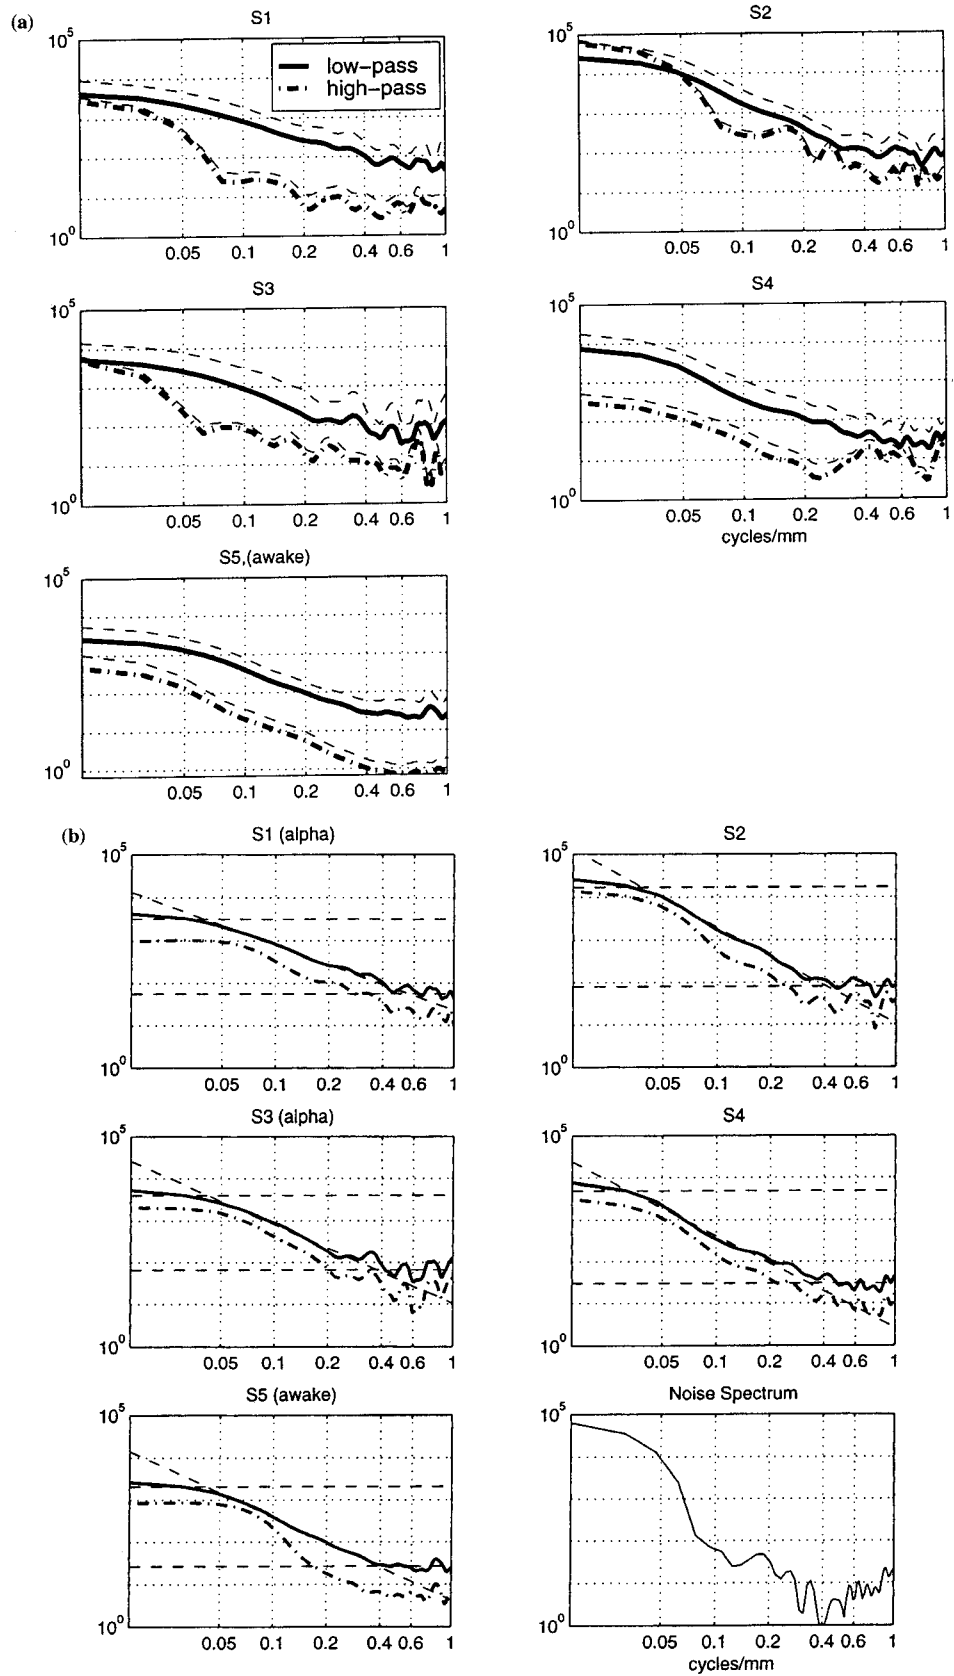 (a)
S1
10^5
low-pass
high-pass
10^0
0.05 0.1 0.2 0.4 0.6 1
S2
10^5
10^0
0.05 0.1 0.2 0.4 0.6 1
S3
10^5
10^0
0.05 0.1 0.2 0.4 0.6 1
S4
10^5
10^0
0.05 0.1 0.2 0.4 0.6 1
cycles/mm
S5,(awake)
10^5
10^0
0.05 0.1 0.2 0.4 0.6 1
(b)
S1 (alpha)
10^5
10^0
0.05 0.1 0.2 0.4 0.6 1
S2
10^5
10^0
0.05 0.1 0.2 0.4 0.6 1
S3 (alpha)
10^5
10^0
0.05 0.1 0.2 0.4 0.6 1
S4
10^5
10^0
0.05 0.1 0.2 0.4 0.6 1
S5 (awake)
10^5
10^0
0.05 0.1 0.2 0.4 0.6 1
Noise Spectrum
10^5
10^0
0.05 0.1 0.2 0.4 0.6 1
cycles/mm